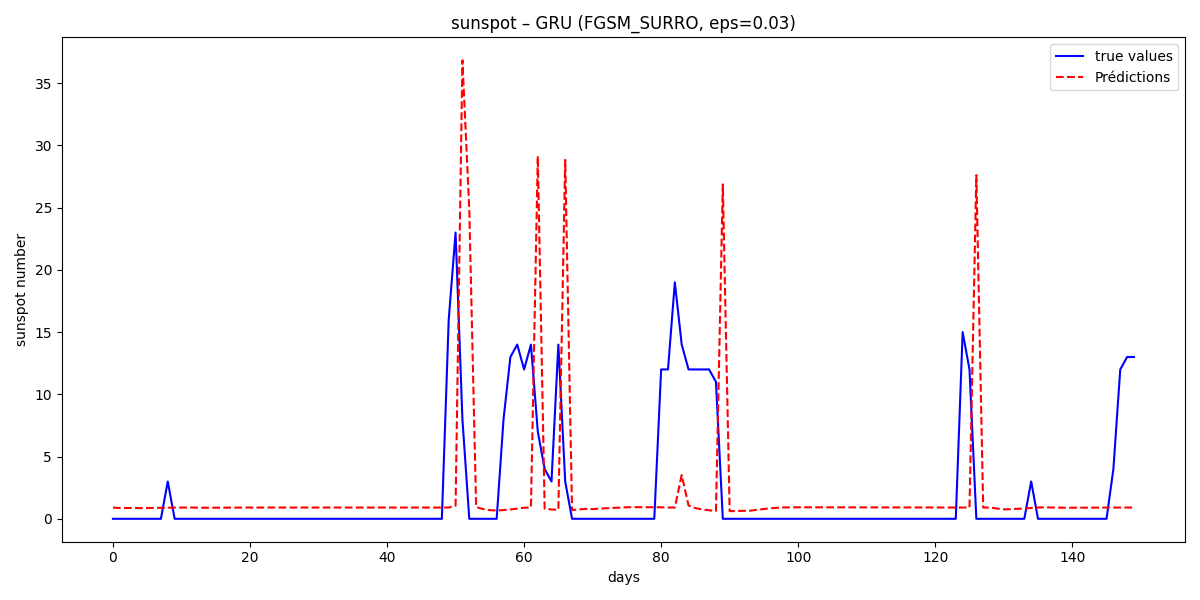 sunspot – GRU (FGSM_SURRO, eps=0.03)
true values
Prédictions
35
30
25
20
15
10
5
0
sunspot number
0 20 40 60 80 100 120 140
days